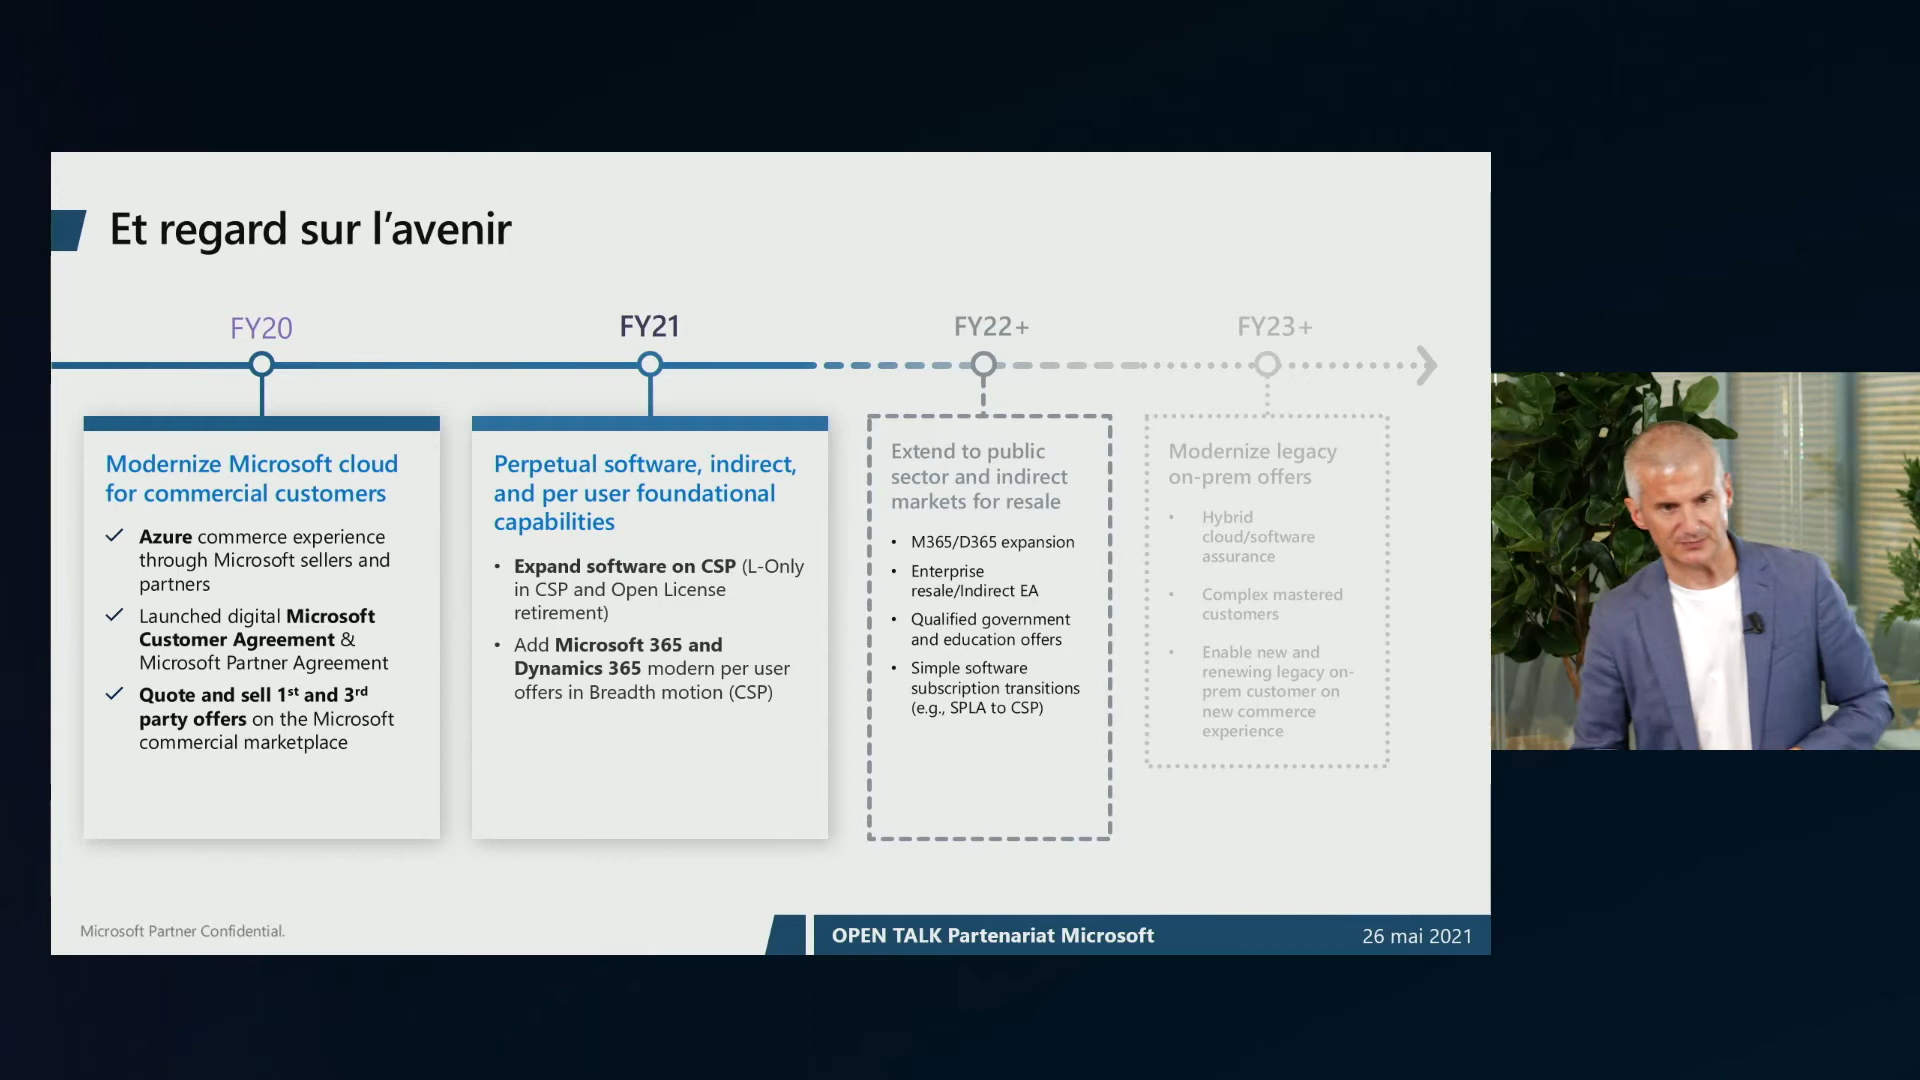 Et regard sur l’avenir
FY20
FY21
FY22+
FY23+
Modernize Microsoft cloud
for commercial customers
Azure commerce experience
through Microsoft sellers and
partners
Launched digital Microsoft
Customer Agreement &
Microsoft Partner Agreement
Quote and sell 1st and 3rd
party offers on the Microsoft
commercial marketplace
Perpetual software, indirect,
and per user foundational
capabilities
• Expand software on CSP (L-Only
in CSP and Open License
retirement)
• Add Microsoft 365 and
Dynamics 365 modern per user
offers in Breadth motion (CSP)
Extend to public
sector and indirect
markets for resale
• M365/D365 expansion
• Enterprise
resale/Indirect EA
• Qualified government
and education offers
• Simple software
subscription transitions
(e.g., SPLA to CSP)
Modernize legacy
on-prem offers
• Hybrid
cloud/software
assurance
• Complex mastered
customers
• Enable new and
renewing legacy on-
prem customer on
new commerce
experience
Microsoft Partner Confidential.
OPEN TALK Partenariat Microsoft
26 mai 2021